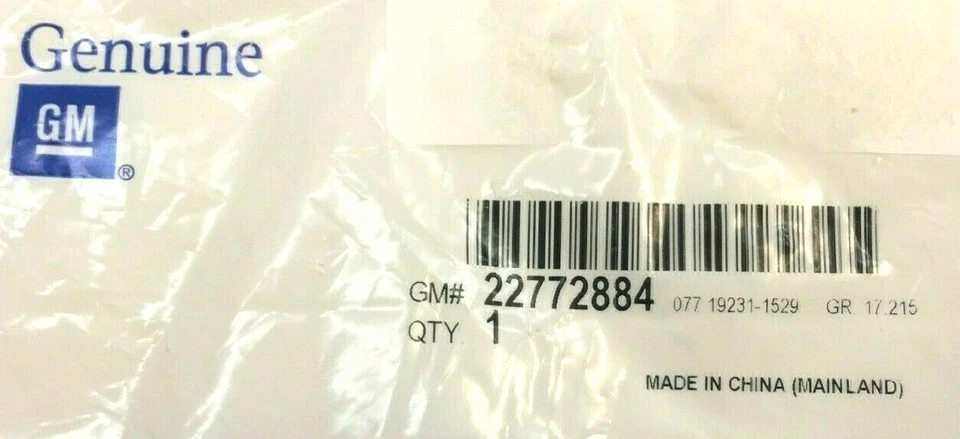 Genuine
GM
®
GM# 22772884 077 19231-1529 GR. 17.215
QTY. 1
MADE IN CHINA (MAINLAND)